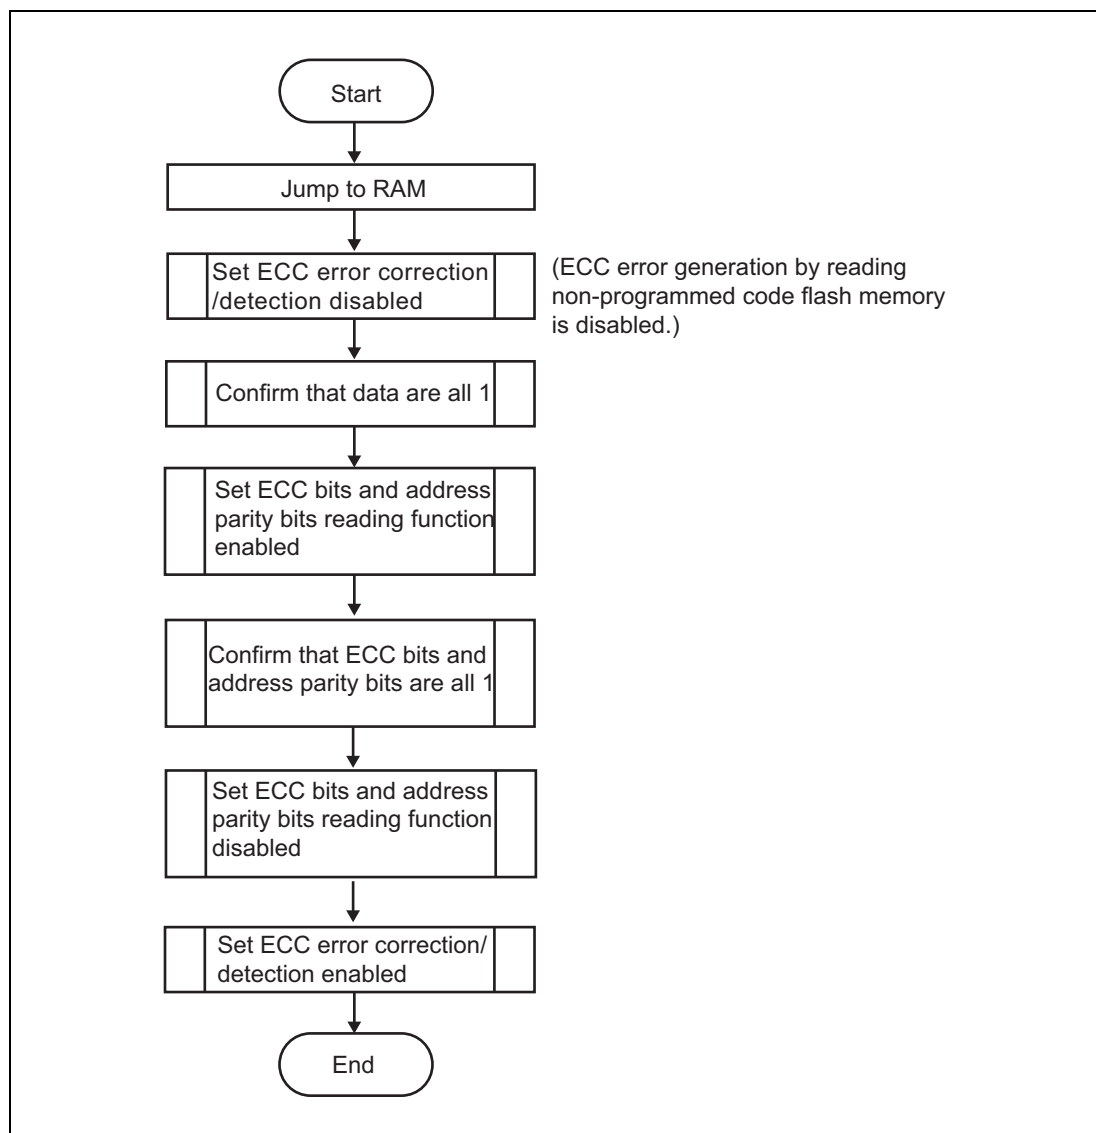 Start
Jump to RAM
Set ECC error correction
/detection disabled
(ECC error generation by reading
non-programmed code flash memory
is disabled.)
Confirm that data are all 1
Set ECC bits and address
parity bits reading function
enabled
Confirm that ECC bits and
address parity bits are all 1
Set ECC bits and address
parity bits reading function
disabled
Set ECC error correction/
detection enabled
End